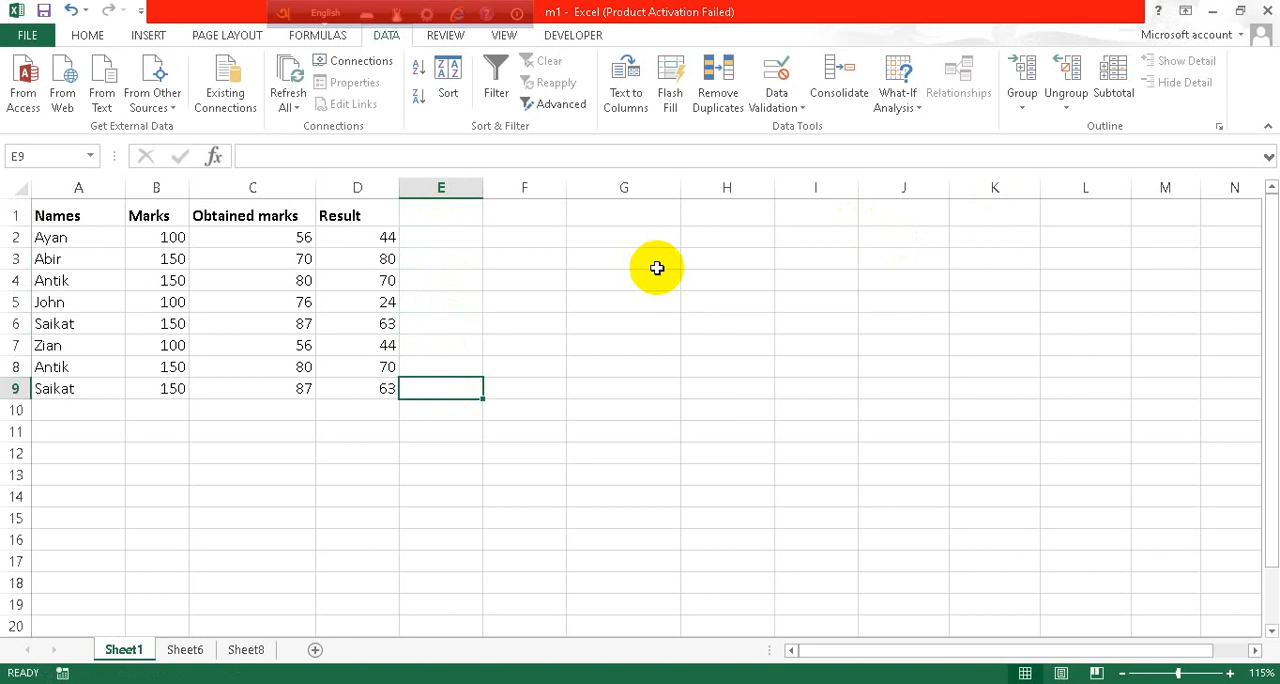 English
m1 - Excel (Product Activation Failed)
FILE HOME INSERT PAGE LAYOUT FORMULAS DATA REVIEW VIEW DEVELOPER Microsoft account
From Access From Web From Text From Other Sources Existing Connections Refresh All Connections Properties Edit Links Sort Filter Clear Reapply Advanced Text to Columns Flash Fill Remove Duplicates Data Validation Consolidate What-If Analysis Relationships Group Ungroup Subtotal Show Detail Hide Detail
Get External Data Connections Sort & Filter Data Tools Outline
E9 fx
A B C D E F G H I J K L M N
1 Names Marks Obtained marks Result
2 Ayan 100 56 44
3 Abir 150 70 80
4 Antik 150 80 70
5 John 100 76 24
6 Saikat 150 87 63
7 Zian 100 56 44
8 Antik 150 80 70
9 Saikat 150 87 63
10
11
12
13
14
15
16
17
18
19
20
Sheet1 Sheet6 Sheet8
READY 115%